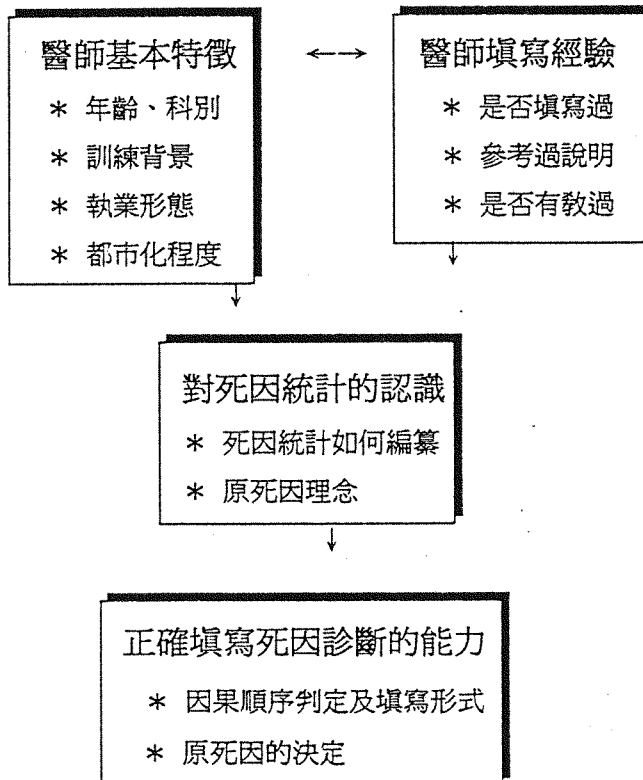 醫師基本特徵
* 年齡、科別
* 訓練背景
* 執業形態
* 都市化程度
醫師填寫經驗
* 是否填寫過
* 參考過說明
* 是否有教過
對死因統計的認識
* 死因統計如何編纂
* 原死因理念
正確填寫死因診斷的能力
* 因果順序判定及填寫形式
* 原死因的決定